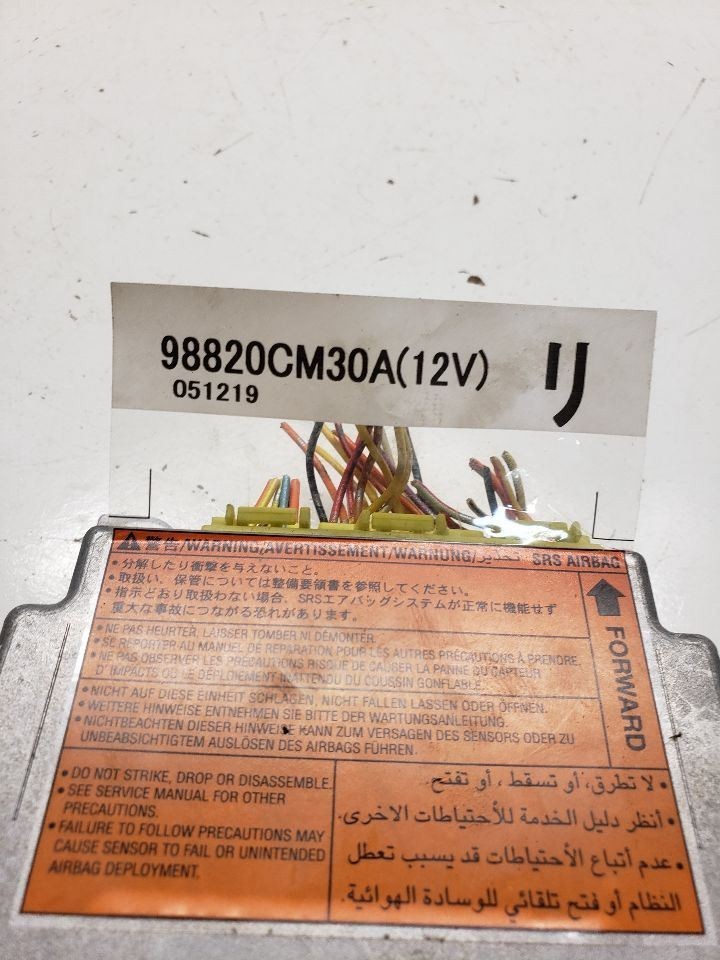 98820CM30A(12V) リ
051219
警告/WARNING/AVERTISSEMENT/WARNUNG/تحذير SRS AIRBAG
• 分解したり衝撃を与えないこと。
• 取扱い、保管については整備要領書を参照してください。
• 指示どおり取扱わない場合、SRSエアバッグシステムが正常に機能せず
重大な事故につながる恐れがあります。
• NE PAS HEURTER, LAISSER TOMBER NI DÉMONTER.
• SE REPORTER AU MANUEL DE REPARATION POUR LES AUTRES PRÉCAUTIONS À PRENDRE.
• NE PAS OBSERVER LES PRÉCAUTIONS RISQUE DE CAUSER LA PANNE DU CAPTEUR
D'IMPACTS OU LE DÉPLOIEMENT INATTENDU DU COUSSIN GONFLABLE.
• NICHT AUF DIESE EINHEIT SCHLAGEN, NICHT FALLEN LASSEN ODER ÖFFNEN.
• WEITERE HINWEISE ENTNEHMEN SIE BITTE DER WARTUNGSANLEITUNG.
• NICHTBEACHTEN DIESER HINWEISE KANN ZUM VERSAGEN DES SENSORS ODER ZU
UNBEABSICHTIGTEM AUSLÖSEN DES AIRBAGS FÜHREN.
FORWARD
• DO NOT STRIKE, DROP OR DISASSEMBLE.
• SEE SERVICE MANUAL FOR OTHER
PRECAUTIONS.
• FAILURE TO FOLLOW PRECAUTIONS MAY
CAUSE SENSOR TO FAIL OR UNINTENDED
AIRBAG DEPLOYMENT.
• لا تطرق، أو تسقط ، أو تفتح.
• أنظر دليل الخدمة للأحتياطات الاخرى.
• عدم أتباع الأحتياطات قد يسبب تعطل
النظام أو فتح تلقائي للوسادة الهوائية.